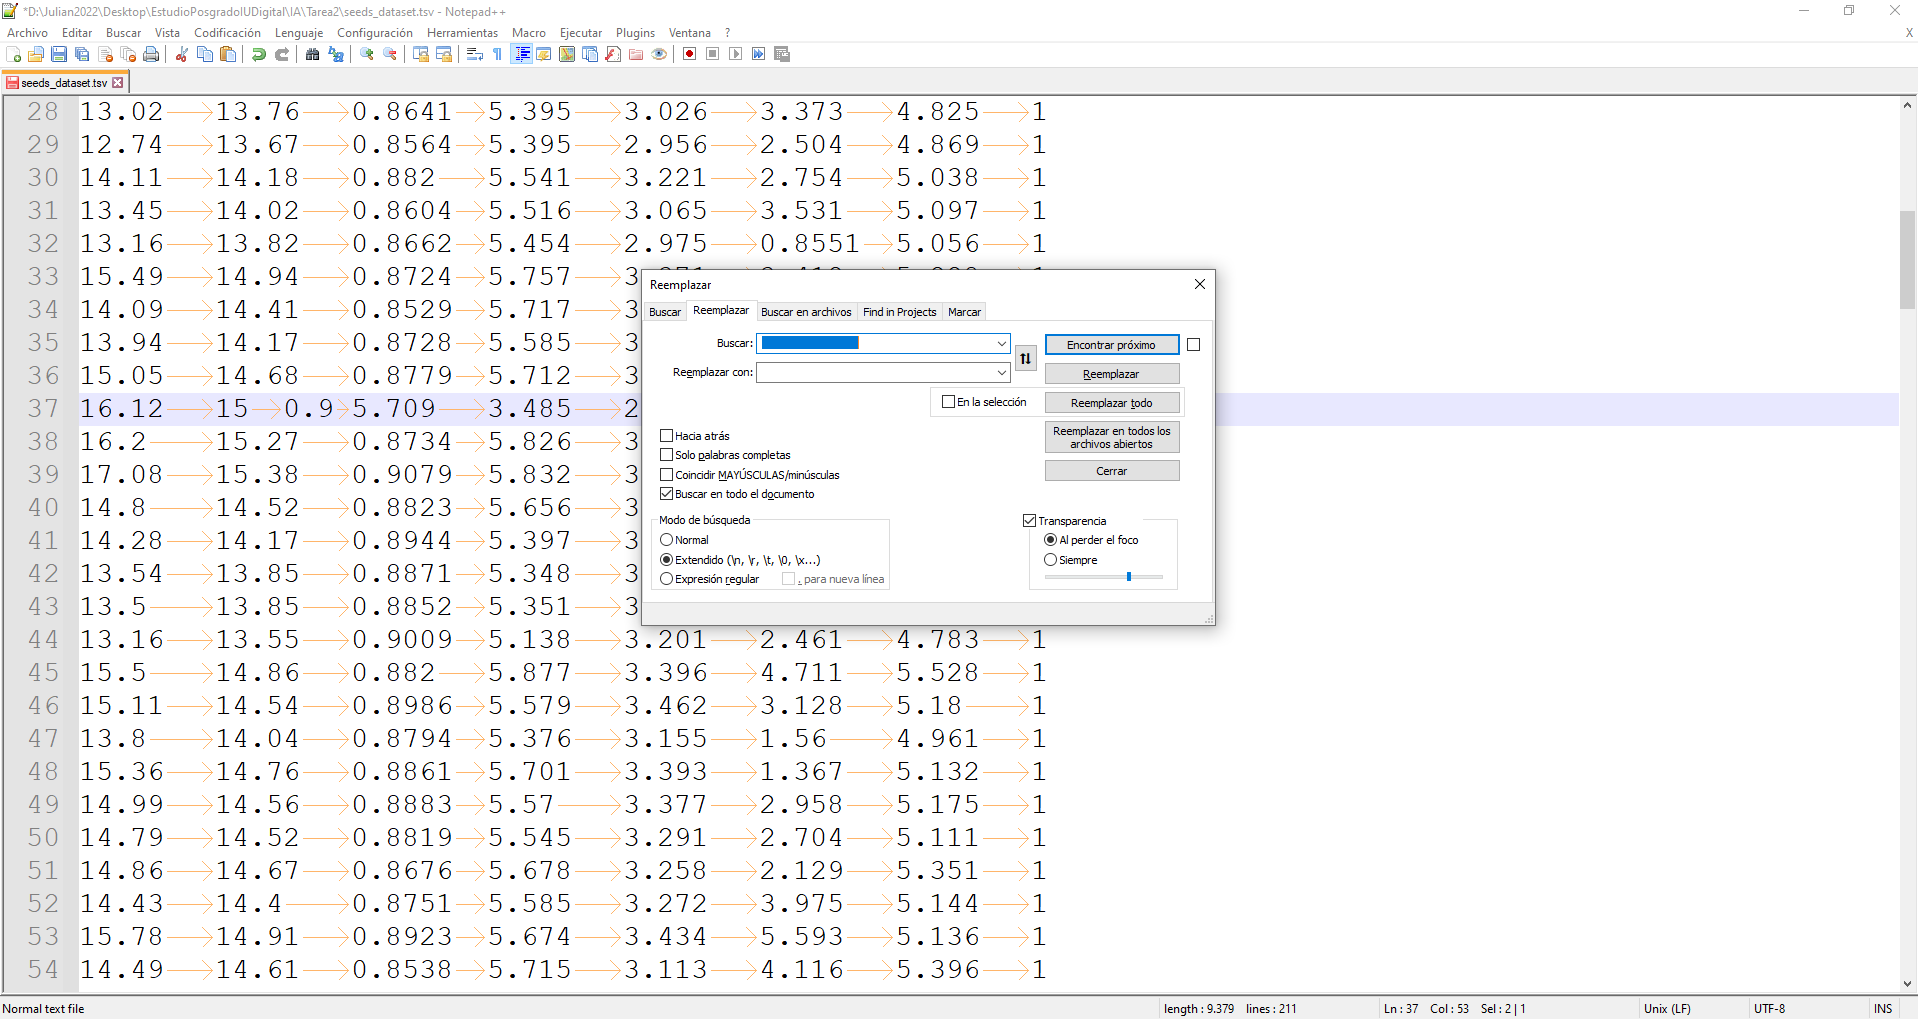 *D:\Julian2022\Desktop\EstudioPosgradoIUDigital\IA\Tarea2\seeds_dataset.tsv - Notepad++
Archivo Editar Buscar Vista Codificación Lenguaje Configuración Herramientas Macro Ejecutar Plugins Ventana ? X
seeds_dataset.tsv
28 13.02 13.76 0.8641 5.395 3.026 3.373 4.825 1
29 12.74 13.67 0.8564 5.395 2.956 2.504 4.869 1
30 14.11 14.18 0.882 5.541 3.221 2.754 5.038 1
31 13.45 14.02 0.8604 5.516 3.065 3.531 5.097 1
32 13.16 13.82 0.8662 5.454 2.975 0.8551 5.056 1
33 15.49 14.94 0.8724 5.757 3
34 14.09 14.41 0.8529 5.717 3
35 13.94 14.17 0.8728 5.585 3
36 15.05 14.68 0.8779 5.712 3
37 16.12 15 0.9 5.709 3.485 2
38 16.2 15.27 0.8734 5.826 3
39 17.08 15.38 0.9079 5.832 3
40 14.8 14.52 0.8823 5.656 3
41 14.28 14.17 0.8944 5.397 3
42 13.54 13.85 0.8871 5.348 3
43 13.5 13.85 0.8852 5.351 3
44 13.16 13.55 0.9009 5.138 3.201 2.461 4.783 1
45 15.5 14.86 0.882 5.877 3.396 4.711 5.528 1
46 15.11 14.54 0.8986 5.579 3.462 3.128 5.18 1
47 13.8 14.04 0.8794 5.376 3.155 1.56 4.961 1
48 15.36 14.76 0.8861 5.701 3.393 1.367 5.132 1
49 14.99 14.56 0.8883 5.57 3.377 2.958 5.175 1
50 14.79 14.52 0.8819 5.545 3.291 2.704 5.111 1
51 14.86 14.67 0.8676 5.678 3.258 2.129 5.351 1
52 14.43 14.4 0.8751 5.585 3.272 3.975 5.144 1
53 15.78 14.91 0.8923 5.674 3.434 5.593 5.136 1
54 14.49 14.61 0.8538 5.715 3.113 4.116 5.396 1
Reemplazar
Buscar Reemplazar Buscar en archivos Find in Projects Marcar
Buscar:
Encontrar próximo
Reemplazar con:
Reemplazar
En la selección
Reemplazar todo
Reemplazar en todos los
archivos abiertos
Cerrar
Hacia atrás
Solo palabras completas
Coincidir MAYÚSCULAS/minúsculas
Buscar en todo el documento
Modo de búsqueda
Normal
Extendido (\n, \r, \t, \0, \x...)
Expresión regular
. para nueva línea
Transparencia
Al perder el foco
Siempre
Normal text file
length : 9.379 lines : 211
Ln : 37 Col : 53 Sel : 2 | 1
Unix (LF)
UTF-8
INS